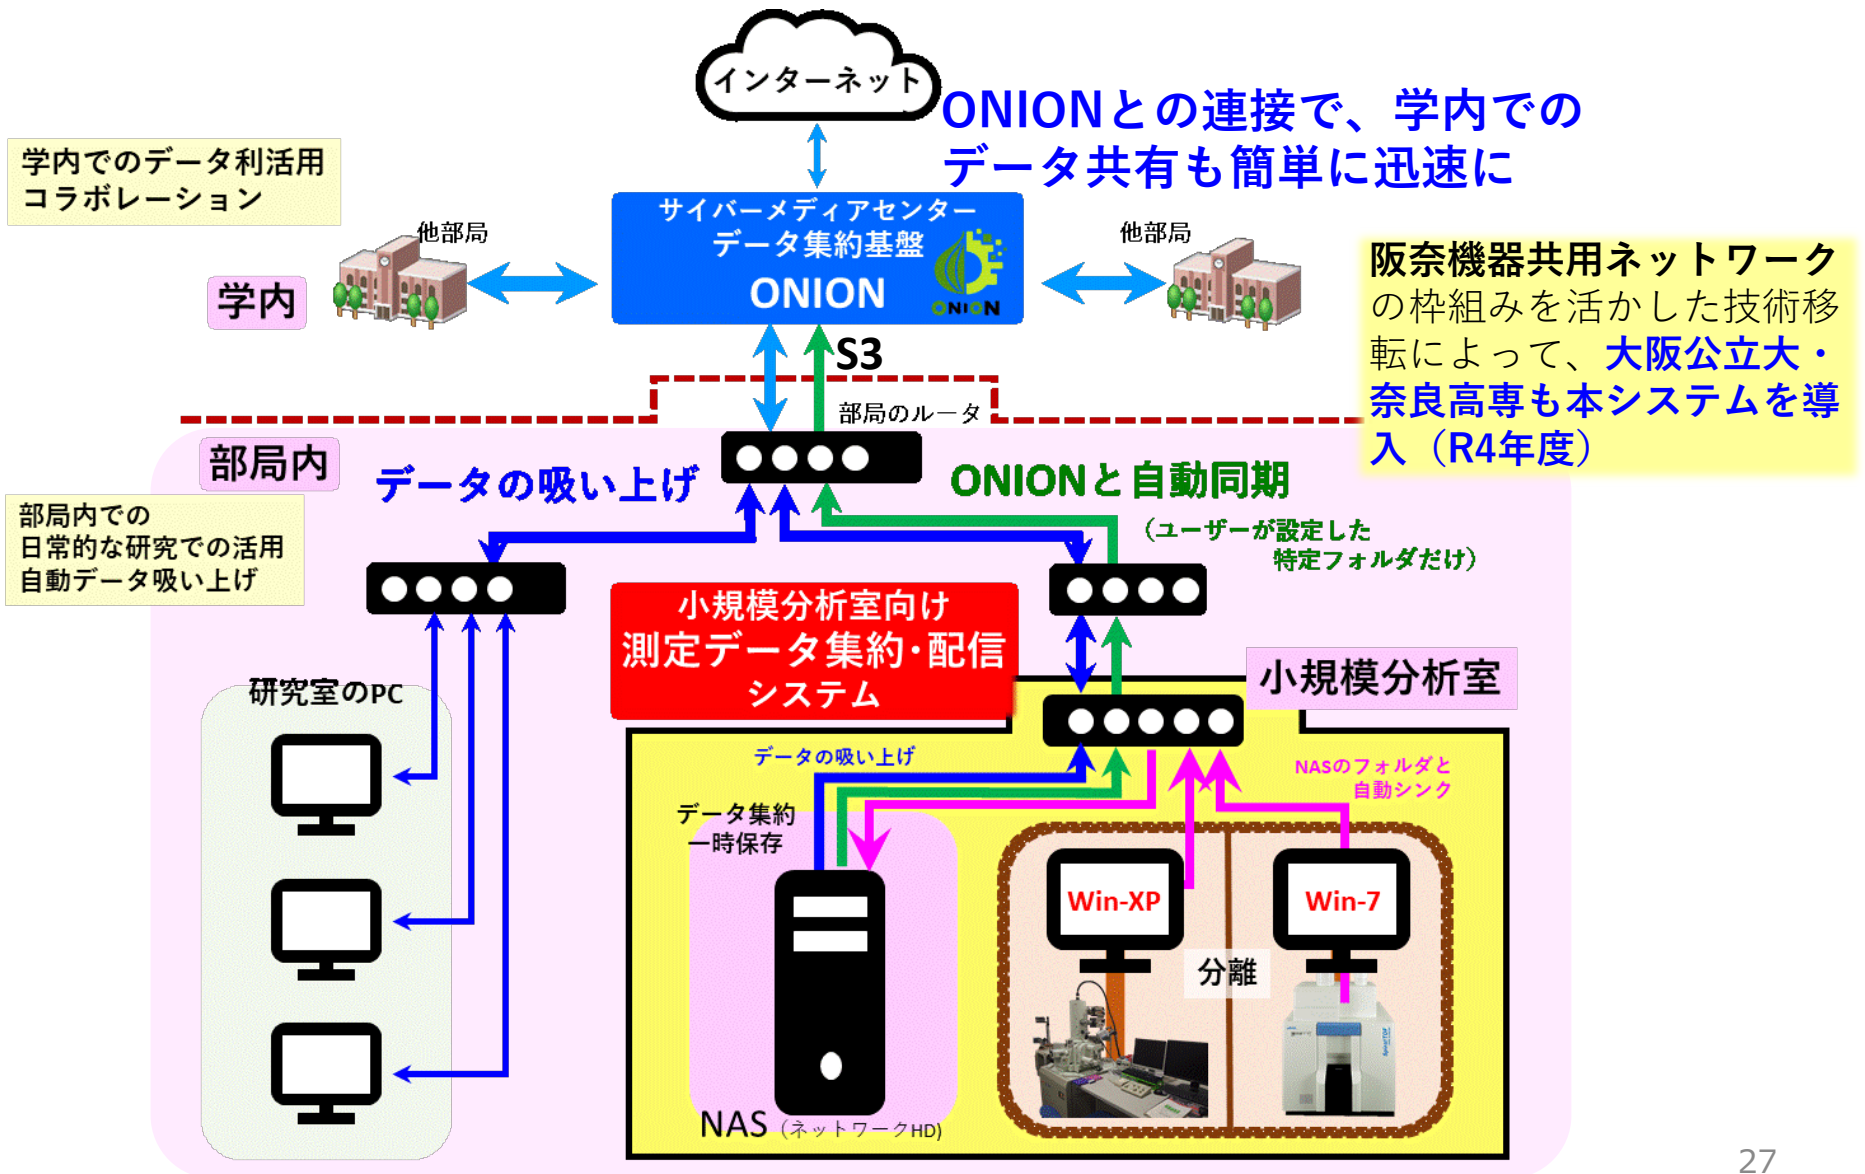 インターネット
ONIONとの連接で、学内での
データ共有も簡単に迅速に
学内でのデータ利活用
コラボレーション
サイバーメディアセンター
データ集約基盤
ONION
ONION
他部局
他部局
学内
阪奈機器共用ネットワーク
の枠組みを活かした技術移
転によって、大阪公立大・
奈良高専も本システムを導
入（R4年度）
S3
部局のルータ
部局内
データの吸い上げ
ONIONと自動同期
（ユーザーが設定した
特定フォルダだけ）
部局内での
日常的な研究での活用
自動データ吸い上げ
小規模分析室向け
測定データ集約・配信
システム
小規模分析室
研究室のPC
データの吸い上げ
NASのフォルダと
自動シンク
データ集約
一時保存
Win-XP
Win-7
分離
NAS（ネットワークHD)
27